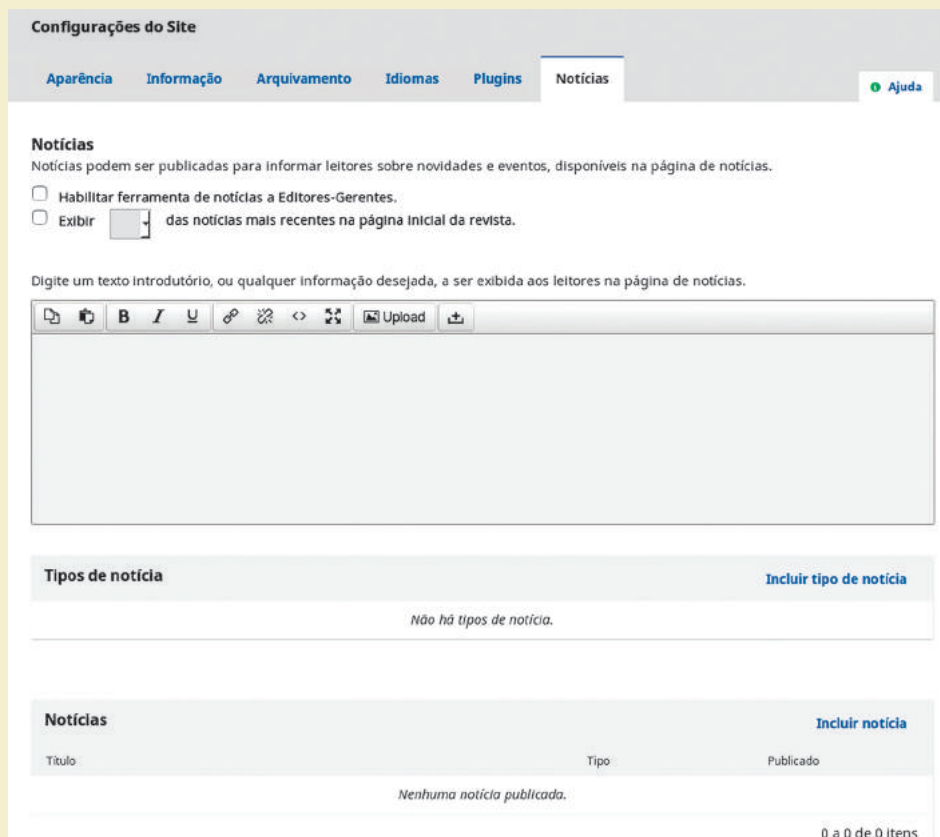 Configurações do Site
Aparência Informação Arquivamento Idiomas Plugins Notícias Ajuda
Notícias
Notícias podem ser publicadas para informar leitores sobre novidades e eventos, disponíveis na página de notícias.
Habilitar ferramenta de notícias a Editores-Gerentes.
Exibir das notícias mais recentes na página inicial da revista.
Digite um texto introdutório, ou qualquer informação desejada, a ser exibida aos leitores na página de notícias.
B I U Upload
Tipos de notícia Incluir tipo de notícia
Não há tipos de notícia.
Notícias Incluir notícia
Título Tipo Publicado
Nenhuma notícia publicada.
0 a 0 de 0 itens